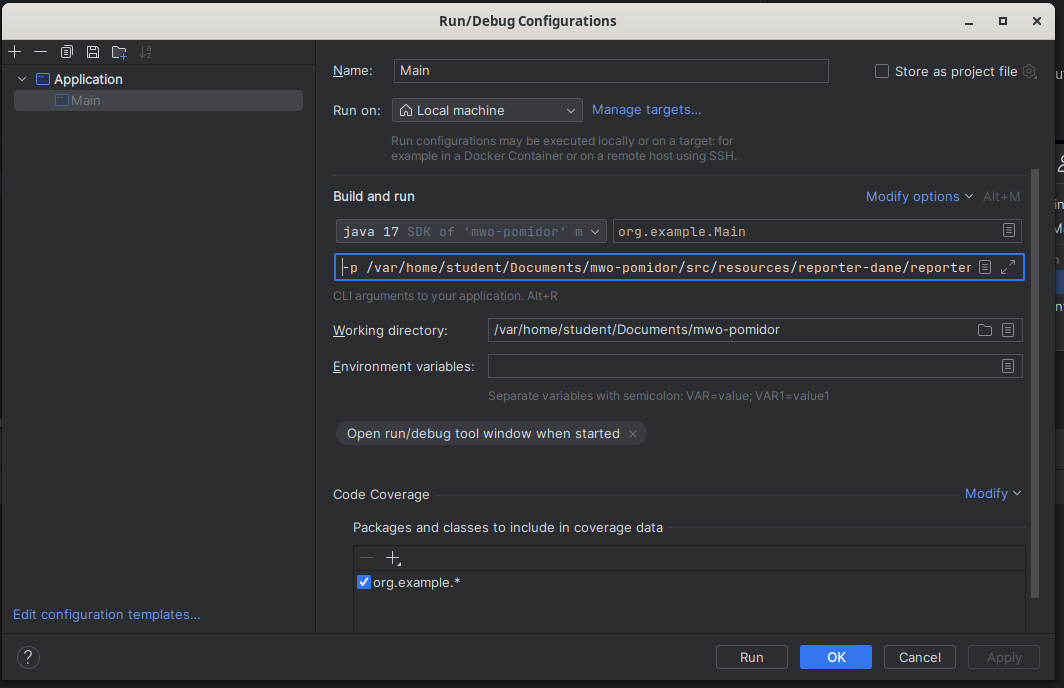 Run/Debug Configurations
Application
Main
Name:
Main
Store as project file
Run on:
Local machine
Manage targets...
Run configurations may be executed locally or on a target: for
example in a Docker Container or on a remote host using SSH.
Build and run
Modify options
Alt+M
java 17 SDK of 'mwo-pomidor' m
org.example.Main
-p /var/home/student/Documents/mwo-pomidor/src/resources/reporter-dane/reporter
CLI arguments to your application. Alt+R
Working directory:
/var/home/student/Documents/mwo-pomidor
Environment variables:
Separate variables with semicolon: VAR=value; VAR1=value1
Open run/debug tool window when started
Code Coverage
Modify
Packages and classes to include in coverage data
org.example.*
Edit configuration templates...
?
Run
OK
Cancel
Apply